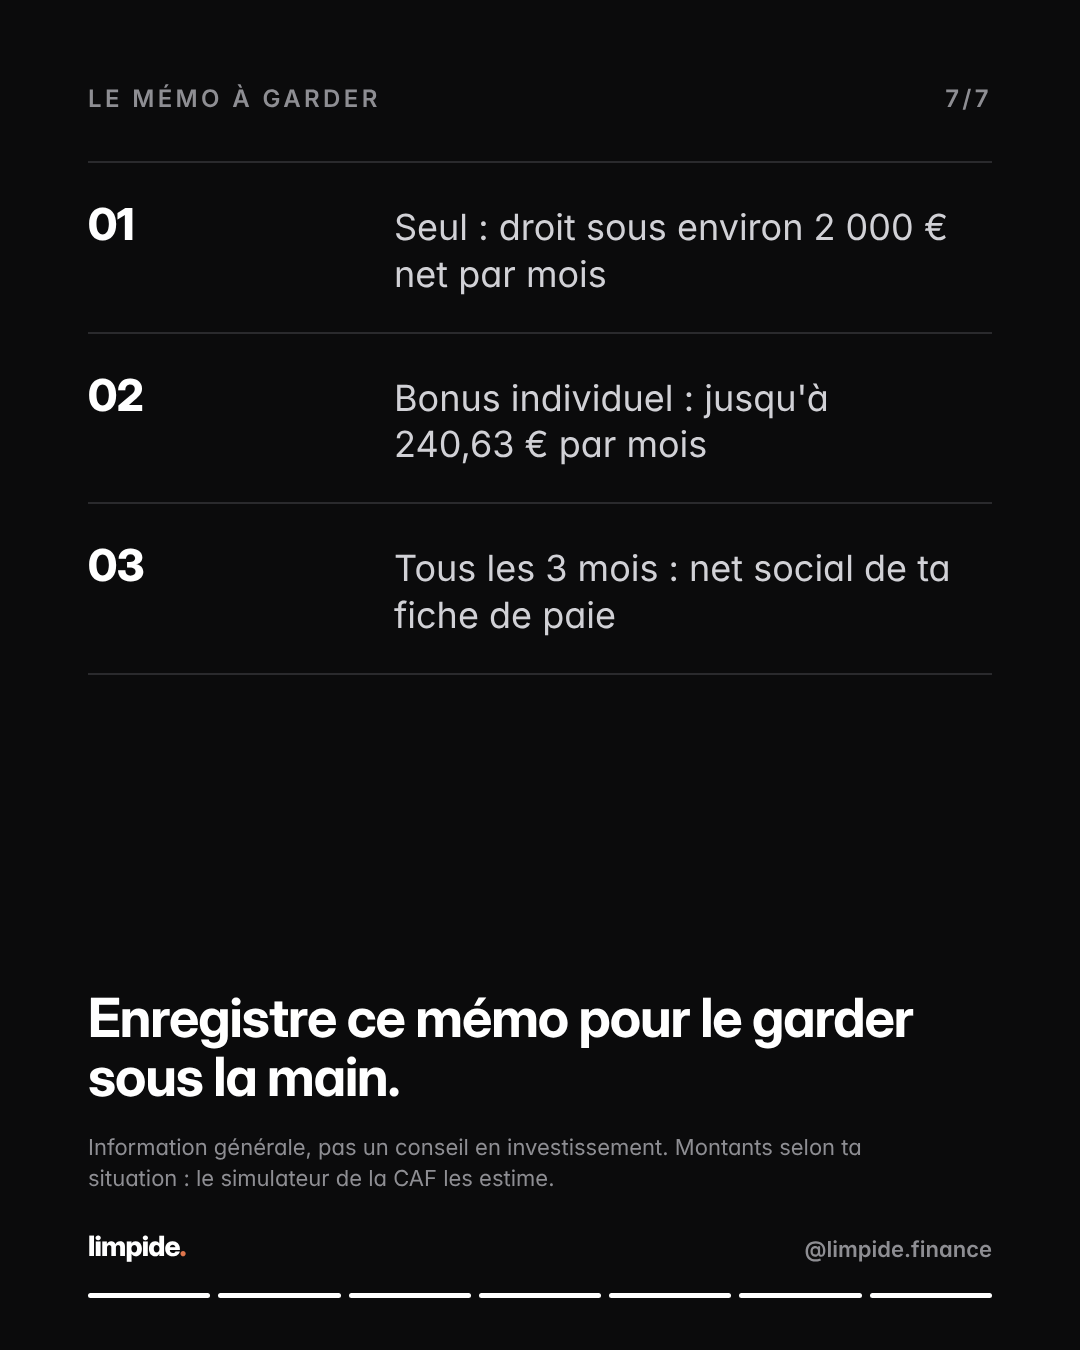 LE MÉMO À GARDER
7/7
01
Seul : droit sous environ 2 000 €
net par mois
02
Bonus individuel : jusqu'à
240,63 € par mois
03
Tous les 3 mois : net social de ta
fiche de paie
Enregistre ce mémo pour le garder
sous la main.
Information générale, pas un conseil en investissement. Montants selon ta
situation : le simulateur de la CAF les estime.
limpide.
@limpide.finance